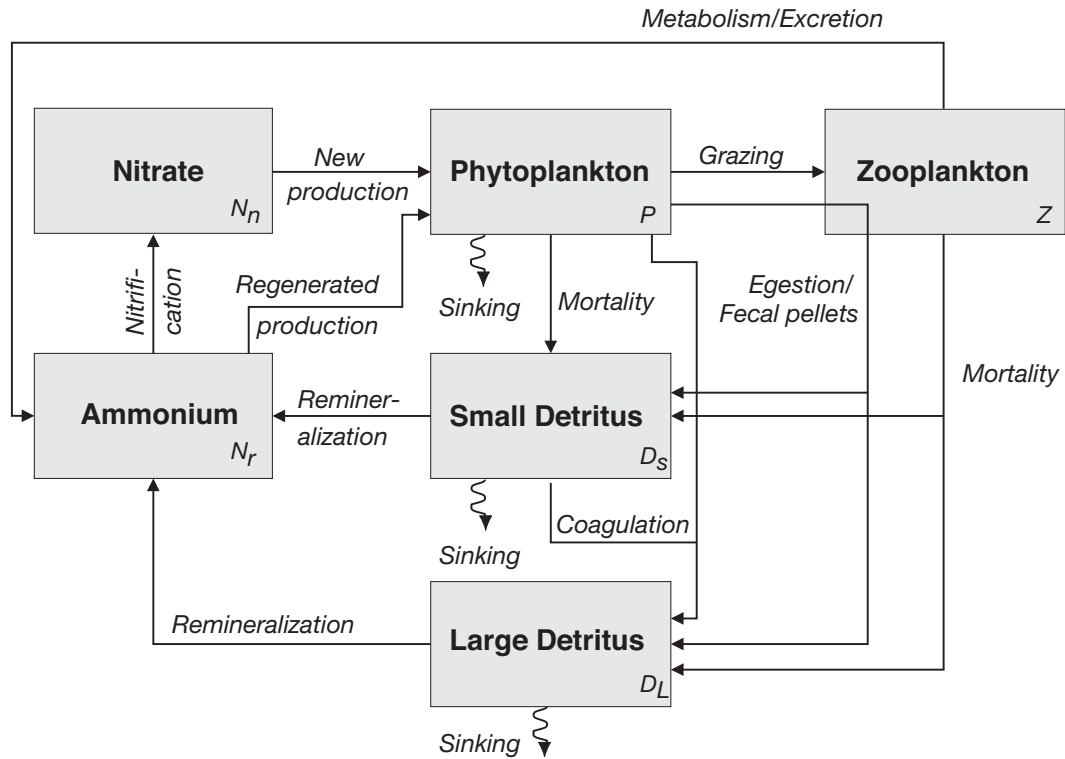 Metabolism/Excretion
Nitrate
N_n
New
production
Phytoplankton
P
Grazing
Zooplankton
Z
Nitrifi-
cation
Regenerated
production
Sinking
Mortality
Egestion/
Fecal pellets
Mortality
Ammonium
N_r
Reminer-
alization
Small Detritus
D_s
Sinking
Coagulation
Remineralization
Large Detritus
D_L
Sinking